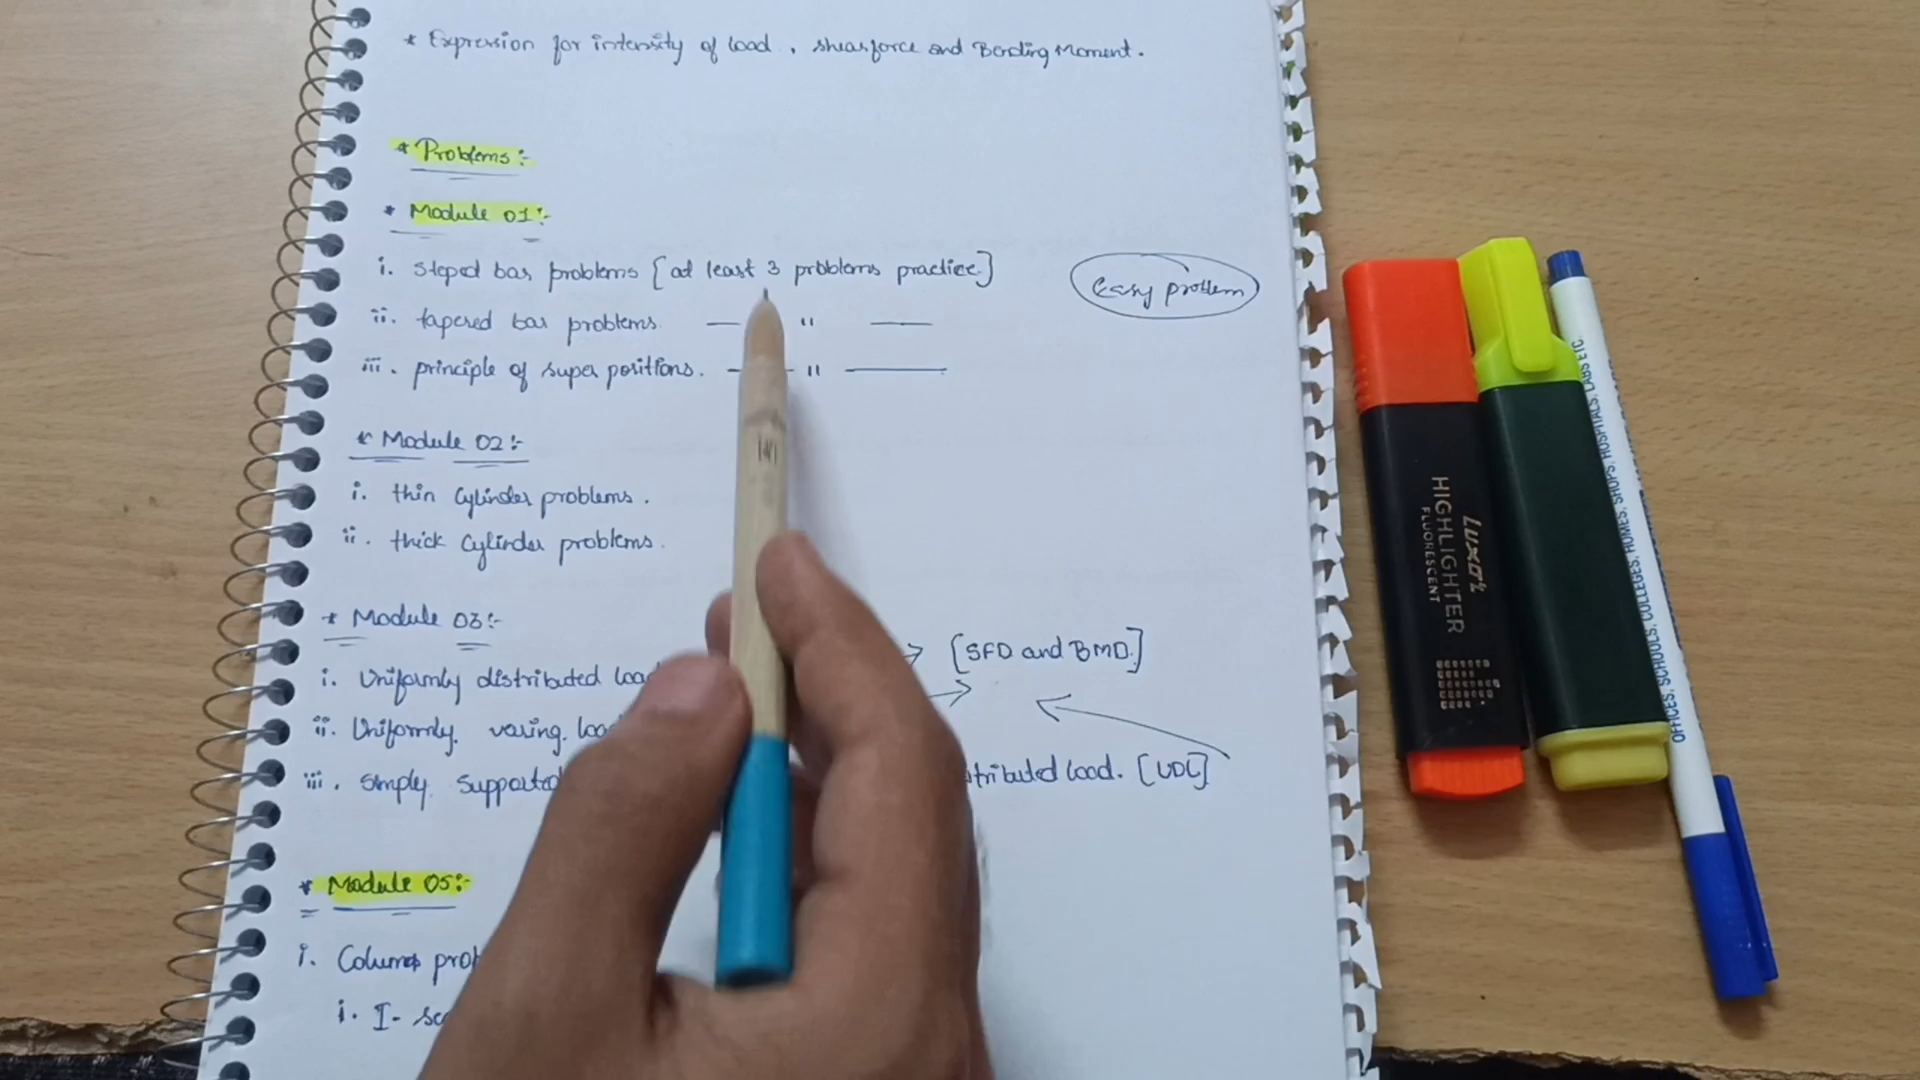 * Expression for intensity of load, shearforce and Bending Moment.
* Problems:-
* Module 01:-
i. steped bar problems [at least 3 problems practice.]
easy problem
ii. tapered bar problems. — " —
iii. principle of super positions. — " —
* Module 02:-
i. thin cylinder problems.
ii. thick cylinder problems.
* Module 03:-
[SFD and BMD.]
i. Uniformly distributed
ii. Uniformly varing
iii. simply supported load. [UDL]
* Module 05:-
i. Column
i. I-
LUXOR
HIGHLIGHTER
FLUORESCENT
OFFICES, SCHOOLS, COLLEGES, HOMES, SHOPS, HOSPITALS, LABS ETC.